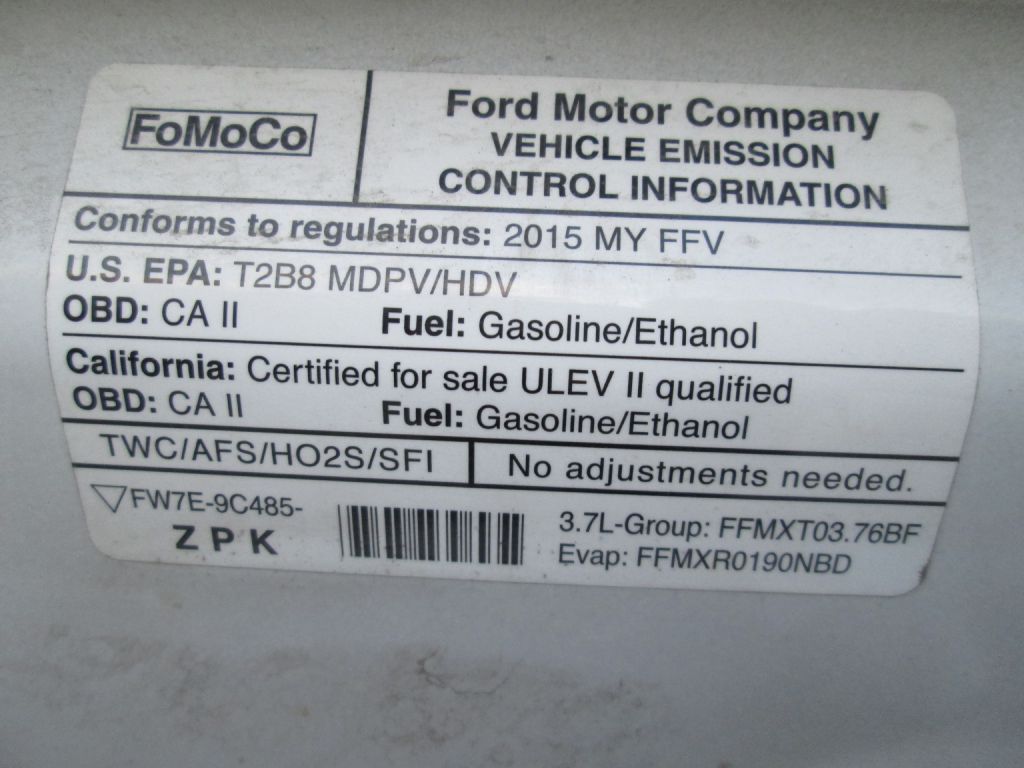 FoMoCo
Ford Motor Company
VEHICLE EMISSION
CONTROL INFORMATION
Conforms to regulations: 2015 MY FFV
U.S. EPA: T2B8 MDPV/HDV
OBD: CA II Fuel: Gasoline/Ethanol
California: Certified for sale ULEV II qualified
OBD: CA II Fuel: Gasoline/Ethanol
TWC/AFS/HO2S/SFI
No adjustments needed.
▽FW7E-9C485-
Z P K
3.7L-Group: FFMXT03.76BF
Evap: FFMXR0190NBD